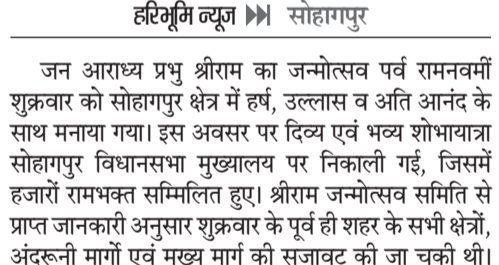 हरिभूमि न्यूज ▶▶| सोहागपुर
जन आराध्य प्रभु श्रीराम का जन्मोत्सव पर्व रामनवमीं
शुक्रवार को सोहागपुर क्षेत्र में हर्ष, उल्लास व अति आनंद के
साथ मनाया गया। इस अवसर पर दिव्य एवं भव्य शोभायात्रा
सोहागपुर विधानसभा मुख्यालय पर निकाली गई, जिसमें
हजारों रामभक्त सम्मिलित हुए। श्रीराम जन्मोत्सव समिति से
प्राप्त जानकारी अनुसार शुक्रवार के पूर्व ही शहर के सभी क्षेत्रों,
अंदरूनी मार्गो एवं मुख्य मार्ग की सजावट की जा चुकी थी।